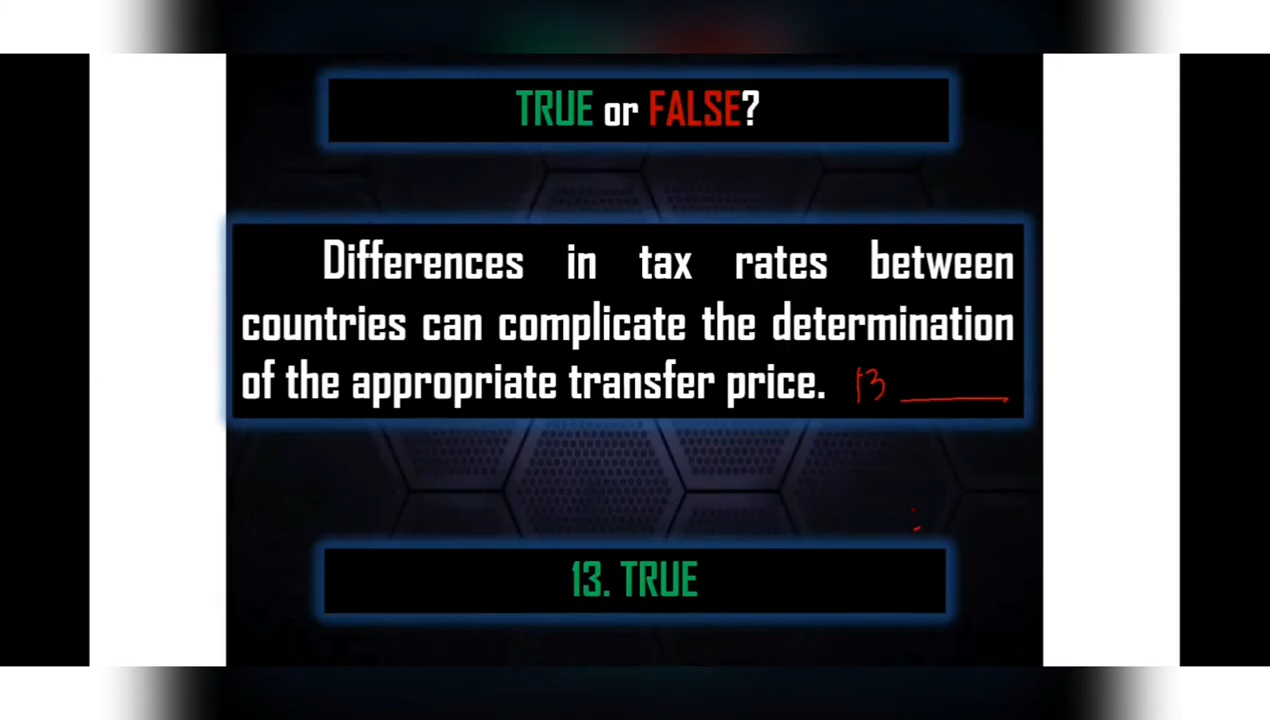 TRUE or FALSE?
Differences in tax rates between
countries can complicate the determination
of the appropriate transfer price. 13 ______
13. TRUE